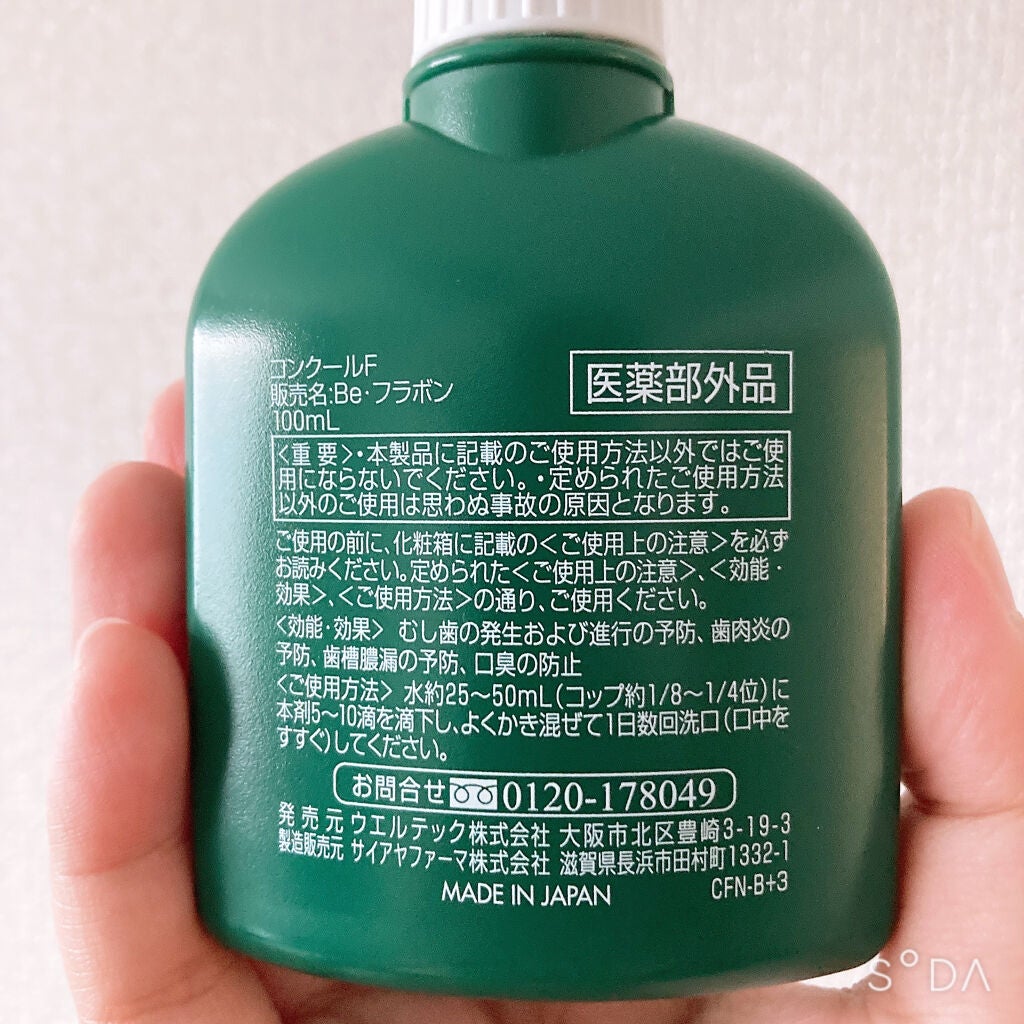 コンクールF
販売名:Be・フラボン
100mL
医薬部外品
〈重要〉・本製品に記載のご使用方法以外ではご使
用にならないでください。・定められたご使用方法
以外のご使用は思わぬ事故の原因となります。
ご使用の前に、化粧箱に記載の〈ご使用上の注意〉を必ず
お読みください。定められた〈ご使用上の注意〉、〈効能・
効果〉、〈ご使用方法〉の通り、ご使用ください。
〈効能・効果〉 むし歯の発生および進行の予防、歯肉炎の
予防、歯槽膿漏の予防、口臭の防止
〈ご使用方法〉 水約25〜50mL(コップ約1/8〜1/4位)に
本剤5〜10滴を滴下し、よくかき混ぜて1日数回洗口(口中を
すすぐ)してください。
お問合せ 0120-178049
発売元 ウエルテック株式会社 大阪市北区豊崎3-19-3
製造販売元 サイアヤファーマ株式会社 滋賀県長浜市田村町1332-1
MADE IN JAPAN
CFN-B+3
SODA